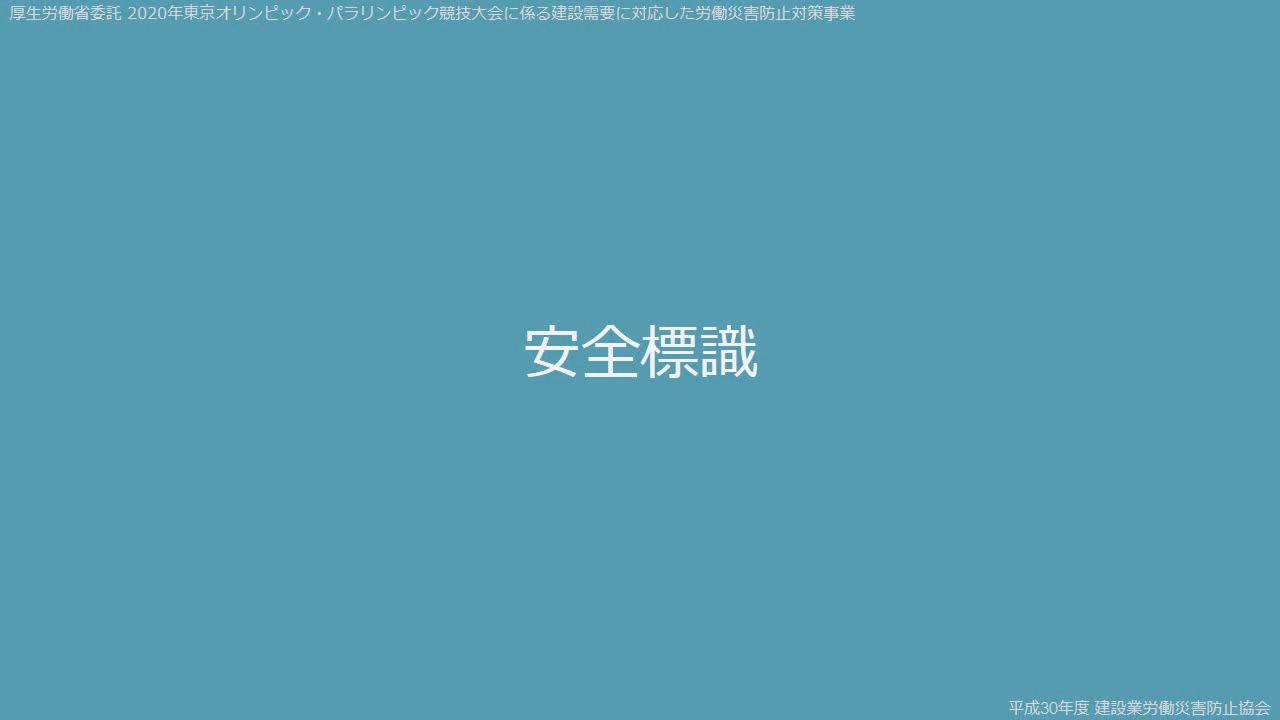 厚生労働省委託 2020年東京オリンピック・パラリンピック競技大会に係る建設需要に対応した労働災害防止対策事業
安全標識
平成30年度 建設業労働災害防止協会